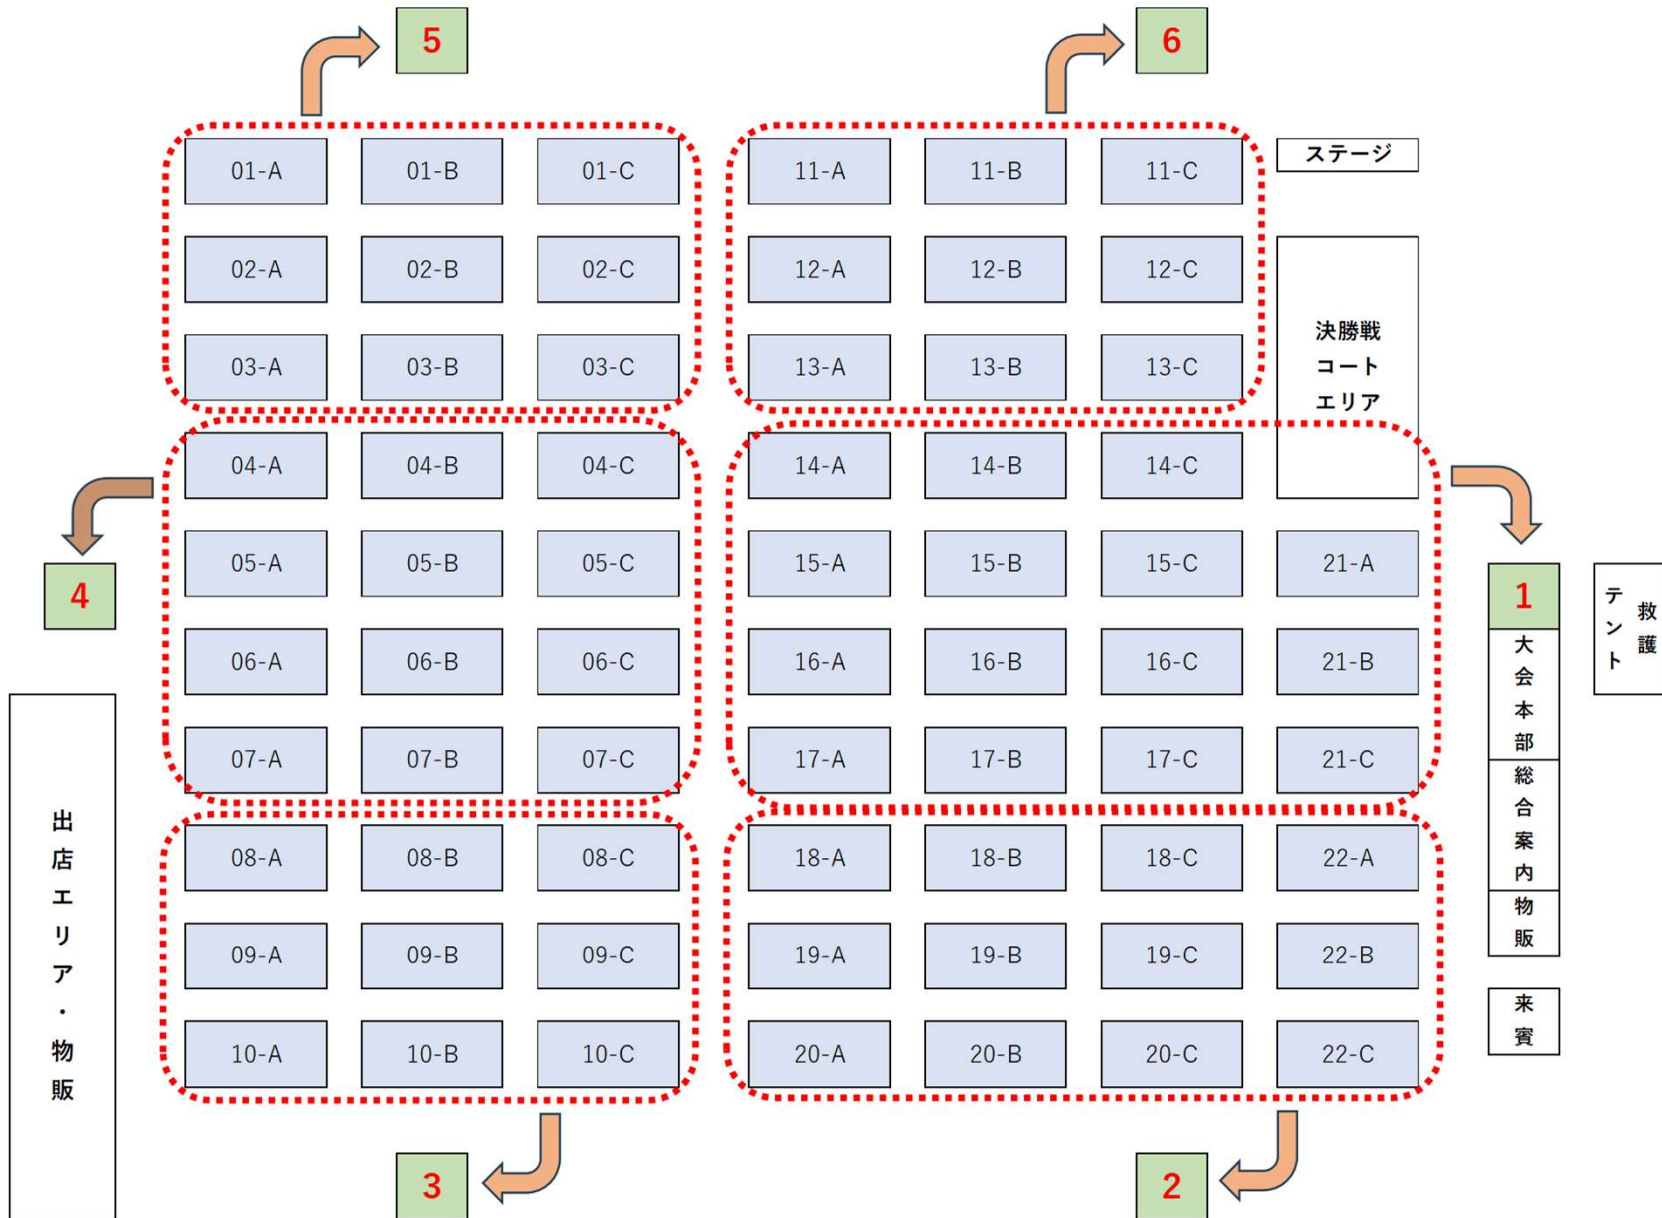 5
6
01-A 01-B 01-C 11-A 11-B 11-C ステージ
02-A 02-B 02-C 12-A 12-B 12-C
03-A 03-B 03-C 13-A 13-B 13-C
決勝戦
コート
エリア
04-A 04-B 04-C 14-A 14-B 14-C
05-A 05-B 05-C 15-A 15-B 15-C 21-A
4
1
救護
テント
06-A 06-B 06-C 16-A 16-B 16-C 21-B
大会本部
07-A 07-B 07-C 17-A 17-B 17-C 21-C
総合案内
出店エリア・物販
08-A 08-B 08-C 18-A 18-B 18-C 22-A
物販
09-A 09-B 09-C 19-A 19-B 19-C 22-B
来賓
10-A 10-B 10-C 20-A 20-B 20-C 22-C
3
2